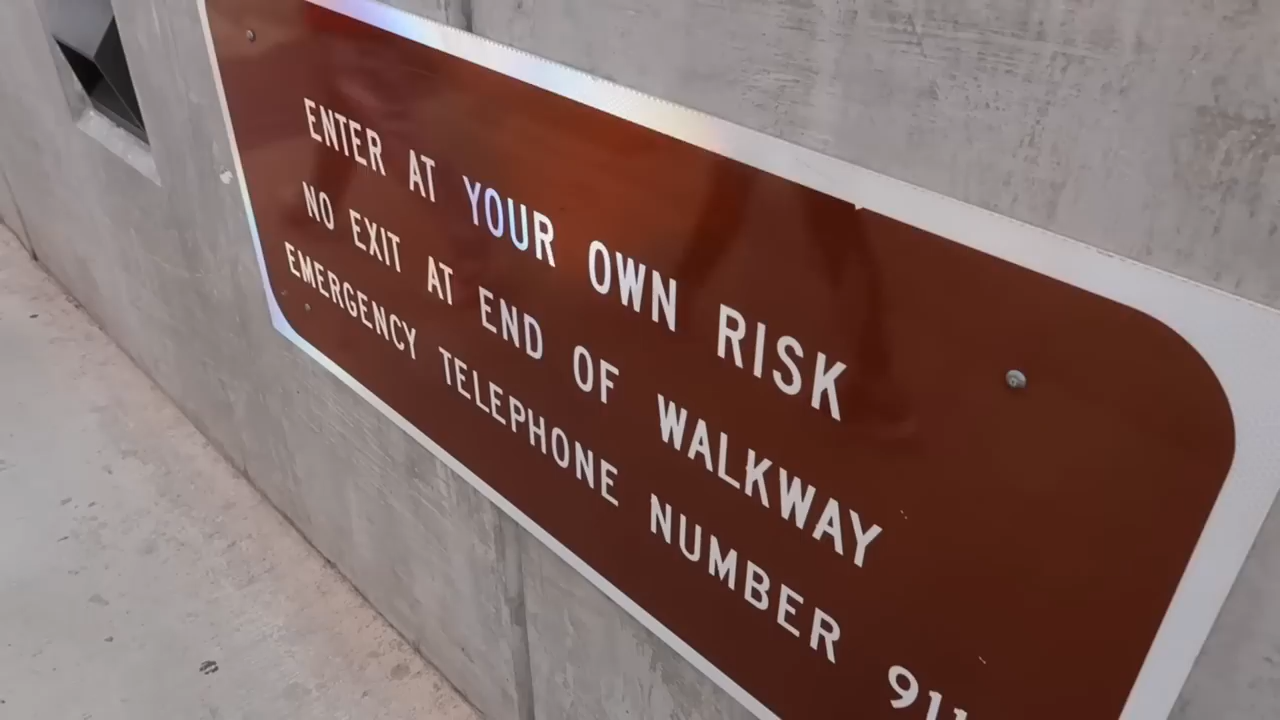 ENTER AT YOUR OWN RISK
NO EXIT AT END OF WALKWAY
EMERGENCY TELEPHONE NUMBER 911